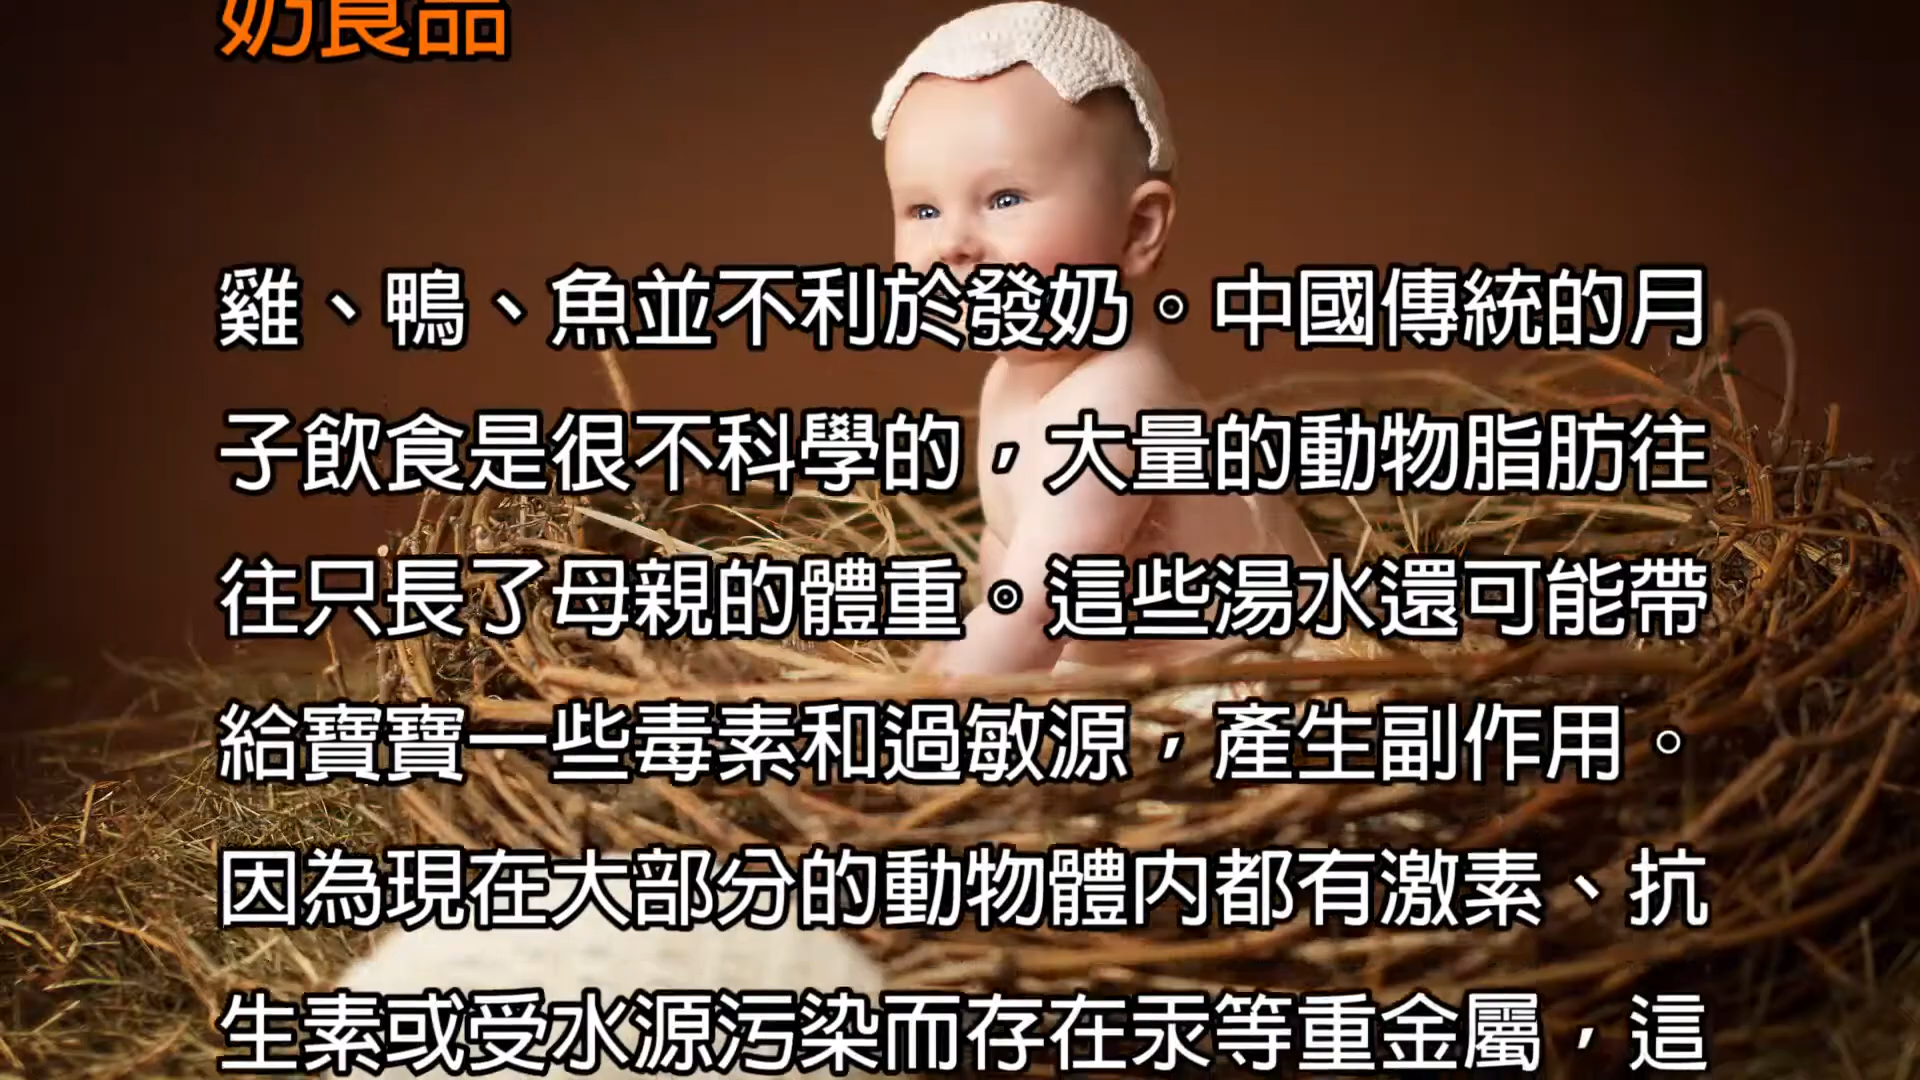 奶食品
雞、鴨、魚並不利於發奶。中國傳統的月
子飲食是很不科學的，大量的動物脂肪往
往只長了母親的體重。這些湯水還可能帶
給寶寶一些毒素和過敏源，產生副作用。
因為現在大部分的動物體內都有激素、抗
生素或受水源污染而存在汞等重金屬，這